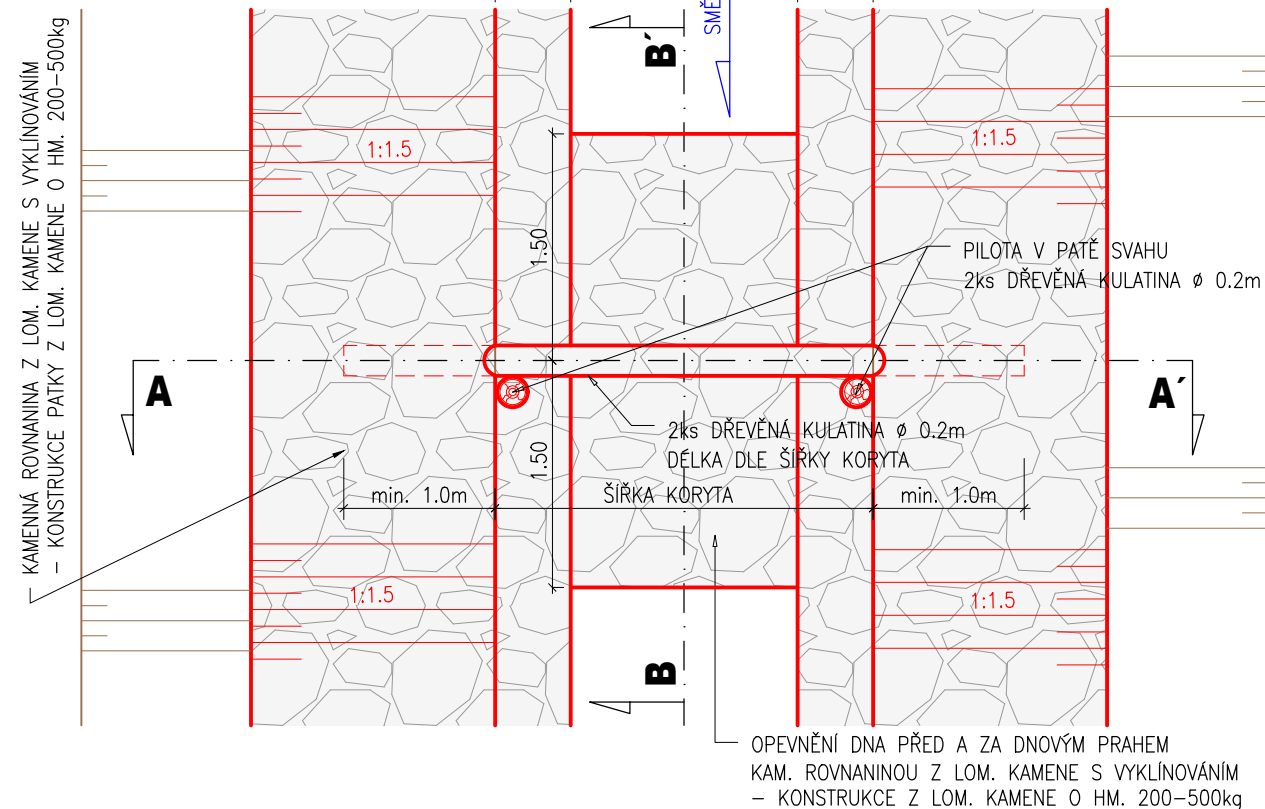 B´
SMĚ
KAMENNÁ ROVNANINA Z LOM. KAMENE S VYKLÍNOVÁNÍM
– KONSTRUKCE PATKY Z LOM. KAMENE O HM. 200–500kg
1:1.5
1:1.5
1.50
PILOTA V PATĚ SVAHU
2ks DŘEVĚNÁ KULATINA ø 0.2m
A
A´
2ks DŘEVĚNÁ KULATINA ø 0.2m
DÉLKA DLE ŠÍŘKY KORYTA
1.50
min. 1.0m
ŠÍŘKA KORYTA
min. 1.0m
1:1.5
1:1.5
B
OPEVNĚNÍ DNA PŘED A ZA DNOVÝM PRAHEM
KAM. ROVNANINOU Z LOM. KAMENE S VYKLÍNOVÁNÍM
– KONSTRUKCE Z LOM. KAMENE O HM. 200–500kg